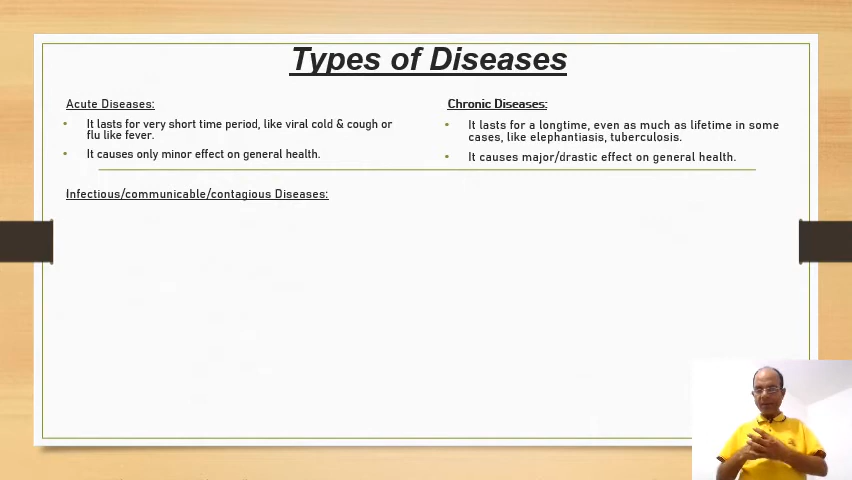 Types of Diseases
Acute Diseases:
• It lasts for very short time period, like viral cold & cough or
flu like fever.
• It causes only minor effect on general health.
Chronic Diseases:
• It lasts for a longtime, even as much as lifetime in some
cases, like elephantiasis, tuberculosis.
• It causes major/drastic effect on general health.
Infectious/communicable/contagious Diseases: